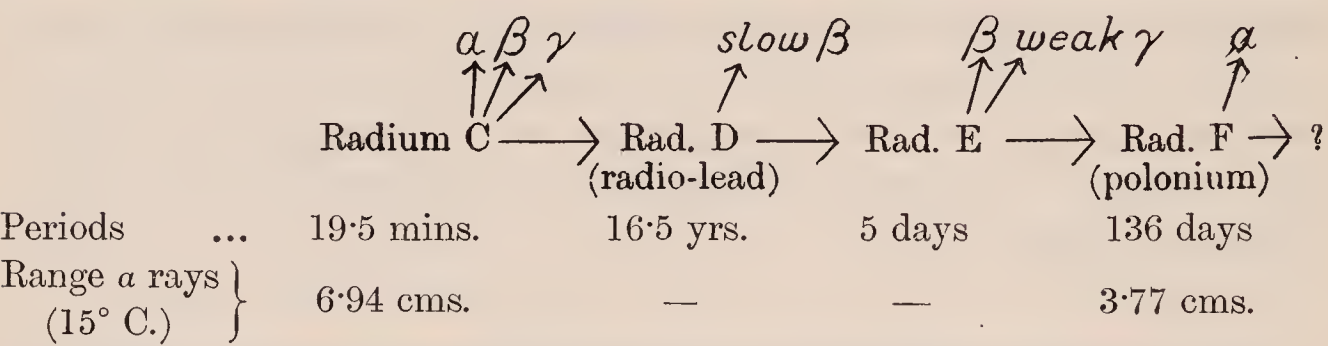 α β γ slow β β weak γ α
Radium C → Rad. D → Rad. E → Rad. F → ?
(radio-lead) (polonium)
Periods ... 19·5 mins. 16·5 yrs. 5 days 136 days
Range α rays } 6·94 cms. — — 3·77 cms.
(15° C.)